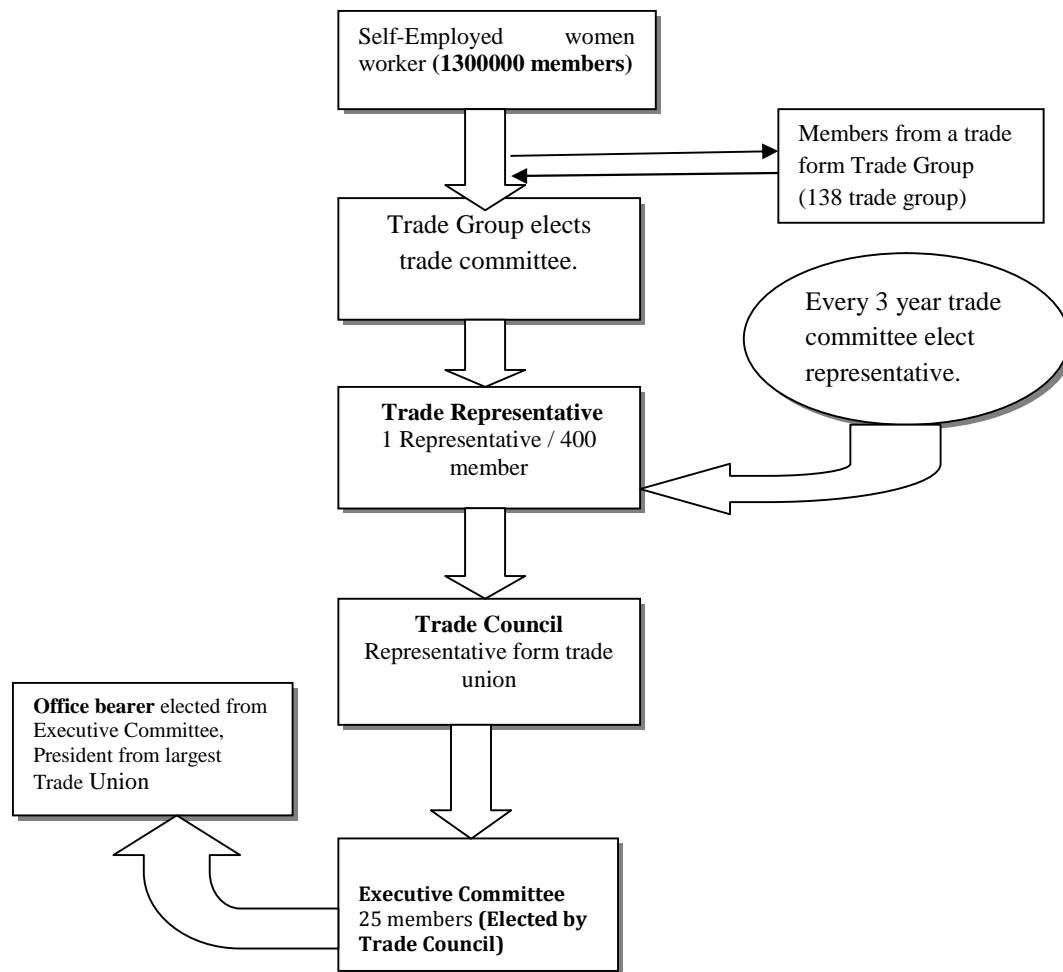 Self-Employed women
worker (1300000 members)
Members from a trade
form Trade Group
(138 trade group)
Trade Group elects
trade committee.
Every 3 year trade
committee elect
representative.
Trade Representative
1 Representative / 400
member
Trade Council
Representative form trade
union
Office bearer elected from
Executive Committee,
President from largest
Trade Union
Executive Committee
25 members (Elected by
Trade Council)